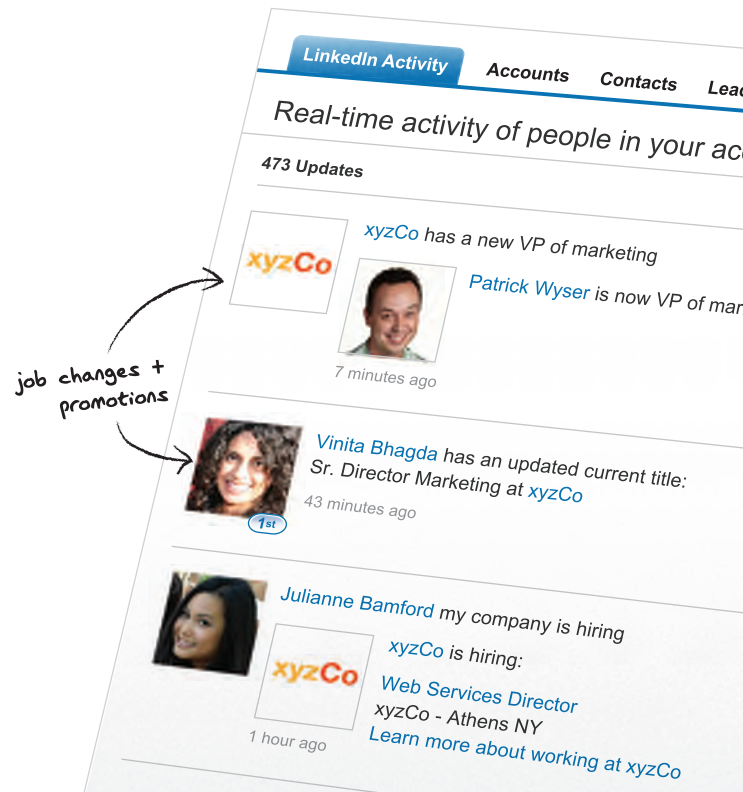 LinkedIn Activity Accounts Contacts
Real-time activity of people in your
473 Updates
xyzCo has a new VP of marketing
xyzCo
Patrick Wyser is now VP of mar
7 minutes ago
job changes +
promotions
Vinita Bhagda has an updated current title:
Sr. Director Marketing at xyzCo
1st
43 minutes ago
Julianne Bamford my company is hiring
xyzCo is hiring:
xyzCo
Web Services Director
xyzCo - Athens NY
Learn more about working at xyzCo
1 hour ago